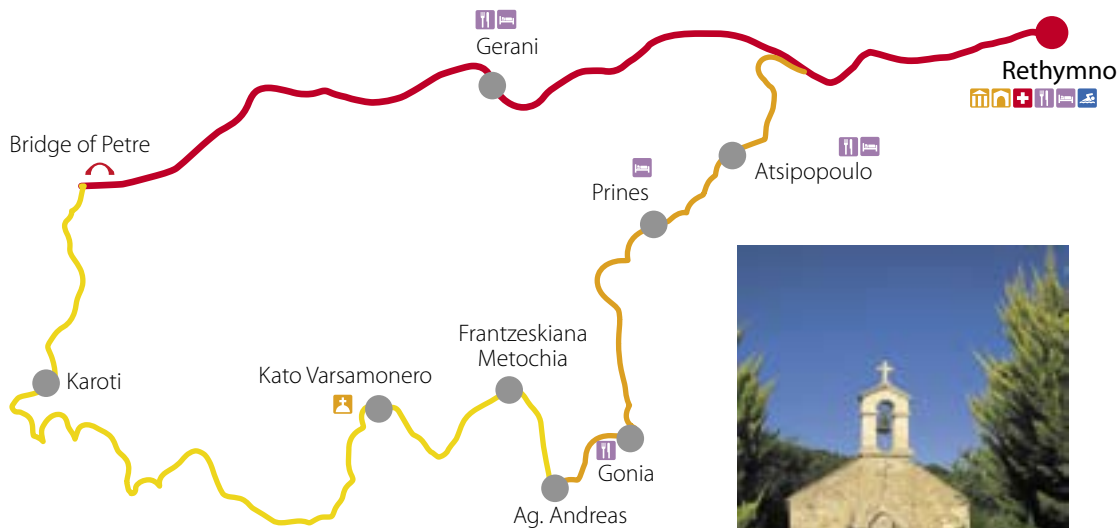 Gerani
Rethymno
Bridge of Petre
Atsipopoulo
Prines
Frantzeskiana
Metochia
Karoti
Kato Varsamonero
Gonia
Ag. Andreas